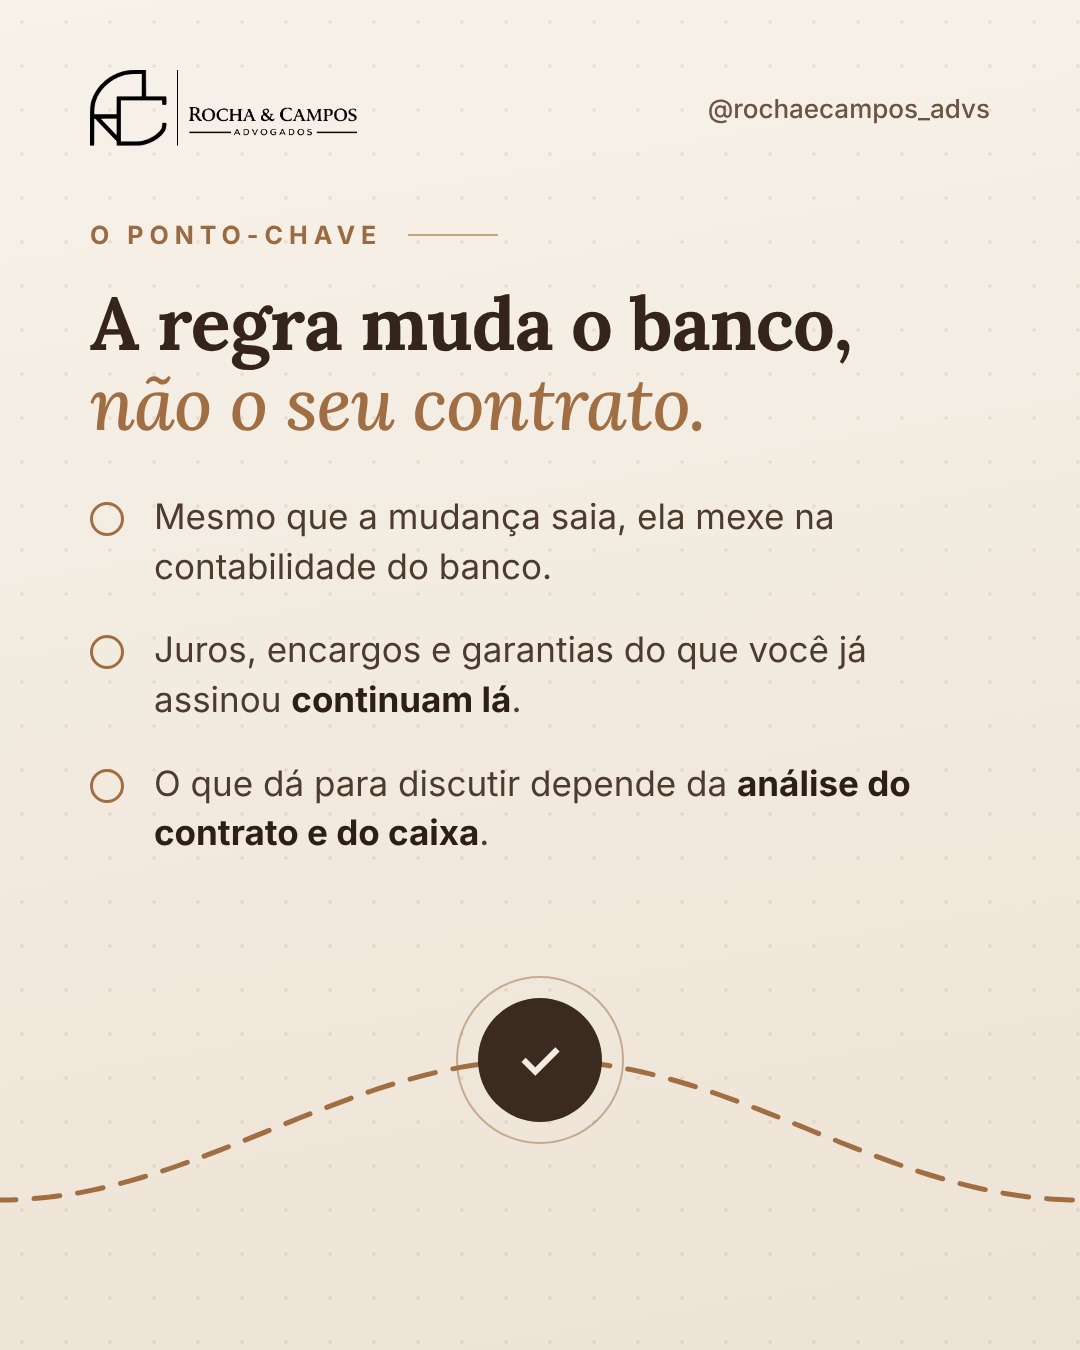 ROCHA & CAMPOS
ADVOGADOS
@rochaecampos_advs
O PONTO-CHAVE
A regra muda o banco,
não o seu contrato.
Mesmo que a mudança saia, ela mexe na
contabilidade do banco.
Juros, encargos e garantias do que você já
assinou continuam lá.
O que dá para discutir depende da análise do
contrato e do caixa.